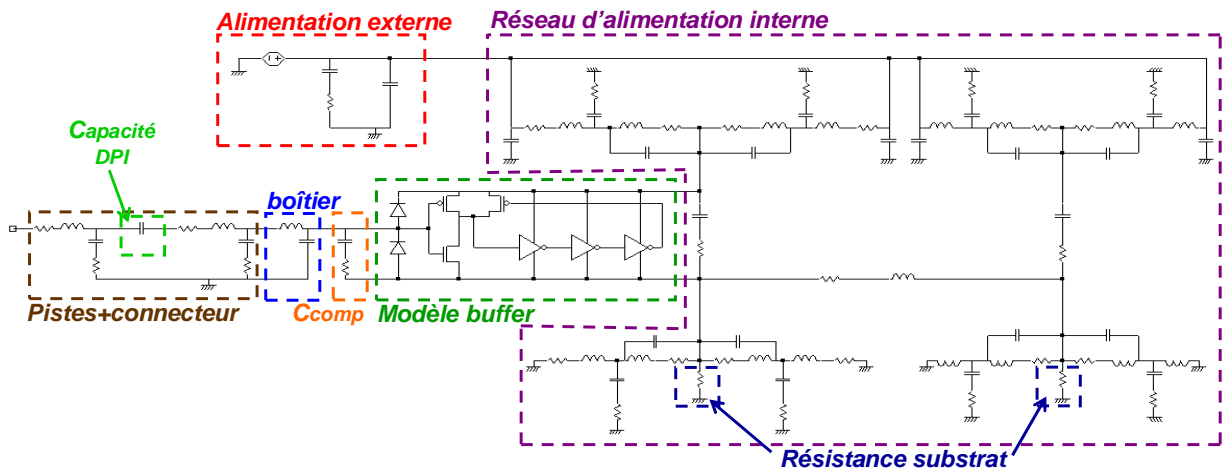 Alimentation externe
Réseau d'alimentation interne
Capacité
DPI
boîtier
Pistes+connecteur
Ccomp
Modèle buffer
Résistance substrat